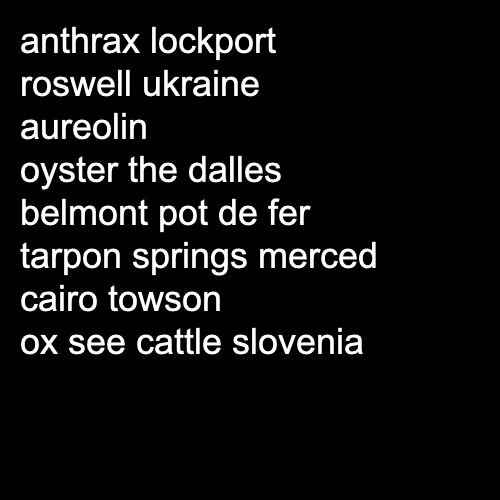 anthrax lockport
roswell ukraine
aureolin
oyster the dalles
belmont pot de fer
tarpon springs merced
cairo towson
ox see cattle slovenia